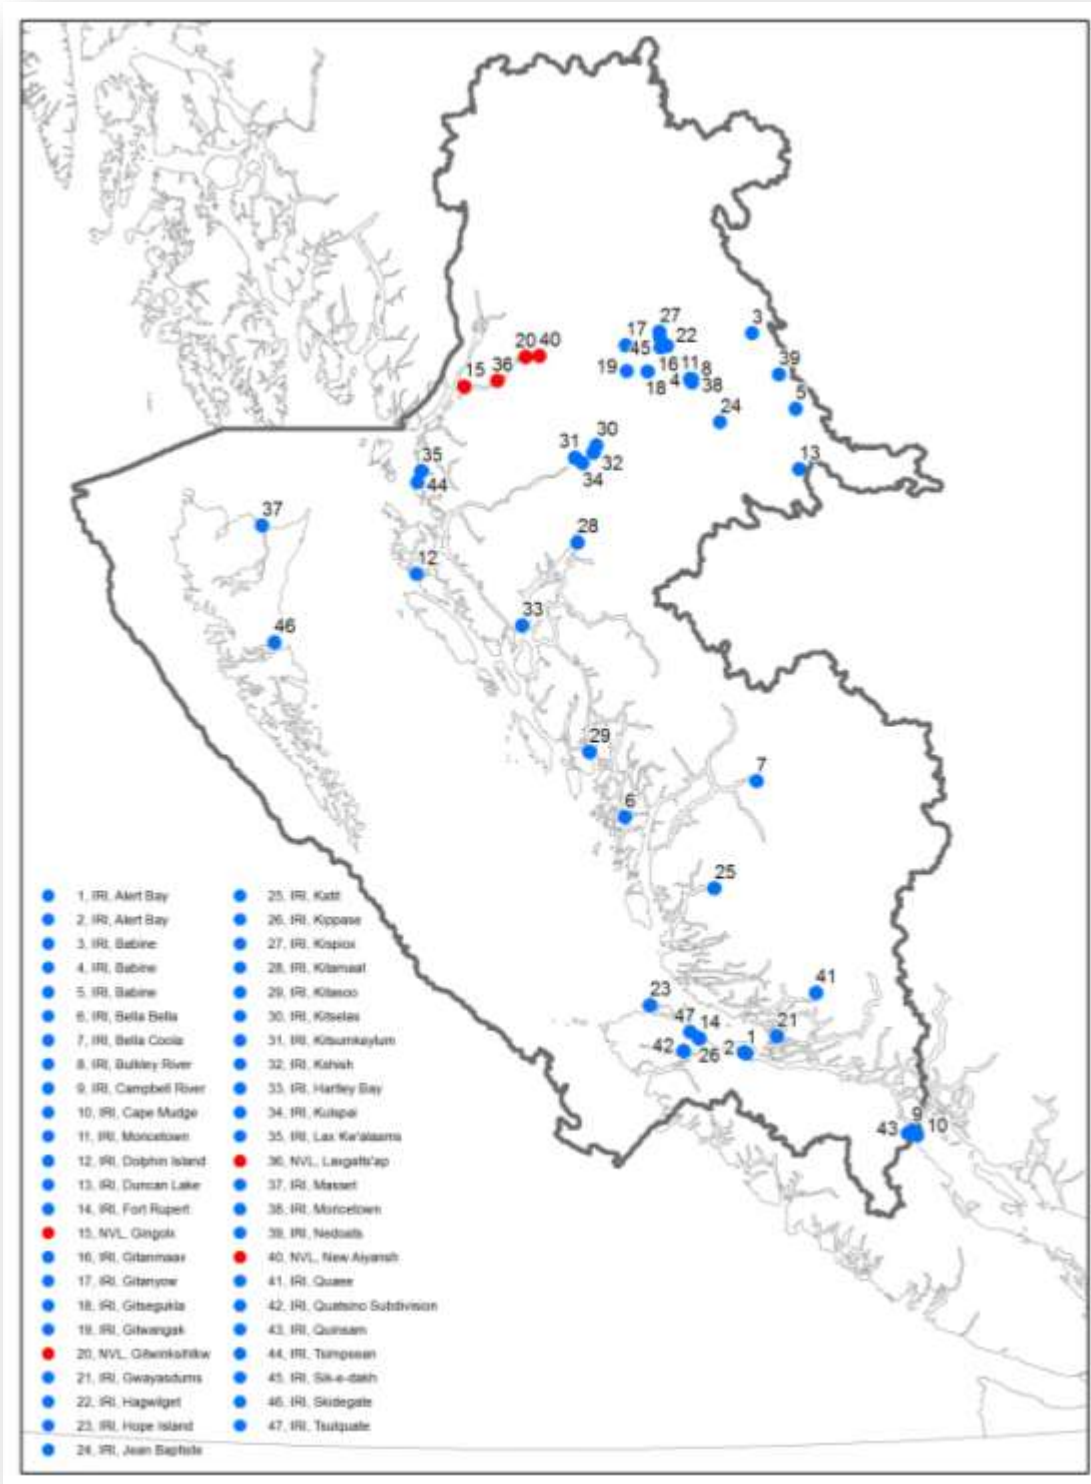 27
17
22
3
20
40
45
15
36
19
16
11
8
39
18
4
38
5
24
30
31
32
35
34
13
44
37
28
12
33
46
29
7
6
25
41
23
47
14
21
42
26
2
1
9
43
10
1, IRI, Alert Bay
2, IRI, Alert Bay
3, IRI, Babine
4, IRI, Babine
5, IRI, Babine
6, IRI, Bella Bella
7, IRI, Bella Coola
8, IRI, Bulkley River
9, IRI, Campbell River
10, IRI, Cape Mudge
11, IRI, Moricetown
12, IRI, Dolphin Island
13, IRI, Duncan Lake
14, IRI, Fort Rupert
15, NVL, Gingolx
16, IRI, Gitanmaax
17, IRI, Gitanyow
18, IRI, Gitsegukla
19, IRI, Gitwangak
20, NVL, Gitwinksihlkw
21, IRI, Gwayasdums
22, IRI, Hagwilget
23, IRI, Hope Island
24, IRI, Jean Baptiste
25, IRI, Katit
26, IRI, Kippase
27, IRI, Kispiox
28, IRI, Kitamaat
29, IRI, Kitasoo
30, IRI, Kitselas
31, IRI, Kitsumkaylum
32, IRI, Kshish
33, IRI, Hartley Bay
34, IRI, Kulspai
35, IRI, Lax Kw'alaams
36, NVL, Laxgalts'ap
37, IRI, Masset
38, IRI, Moricetown
39, IRI, Nedoats
40, NVL, New Aiyansh
41, IRI, Quaee
42, IRI, Quatsino Subdivision
43, IRI, Quinsam
44, IRI, Tsimpsean
45, IRI, Sik-e-dakh
46, IRI, Skidegate
47, IRI, Tsulquate